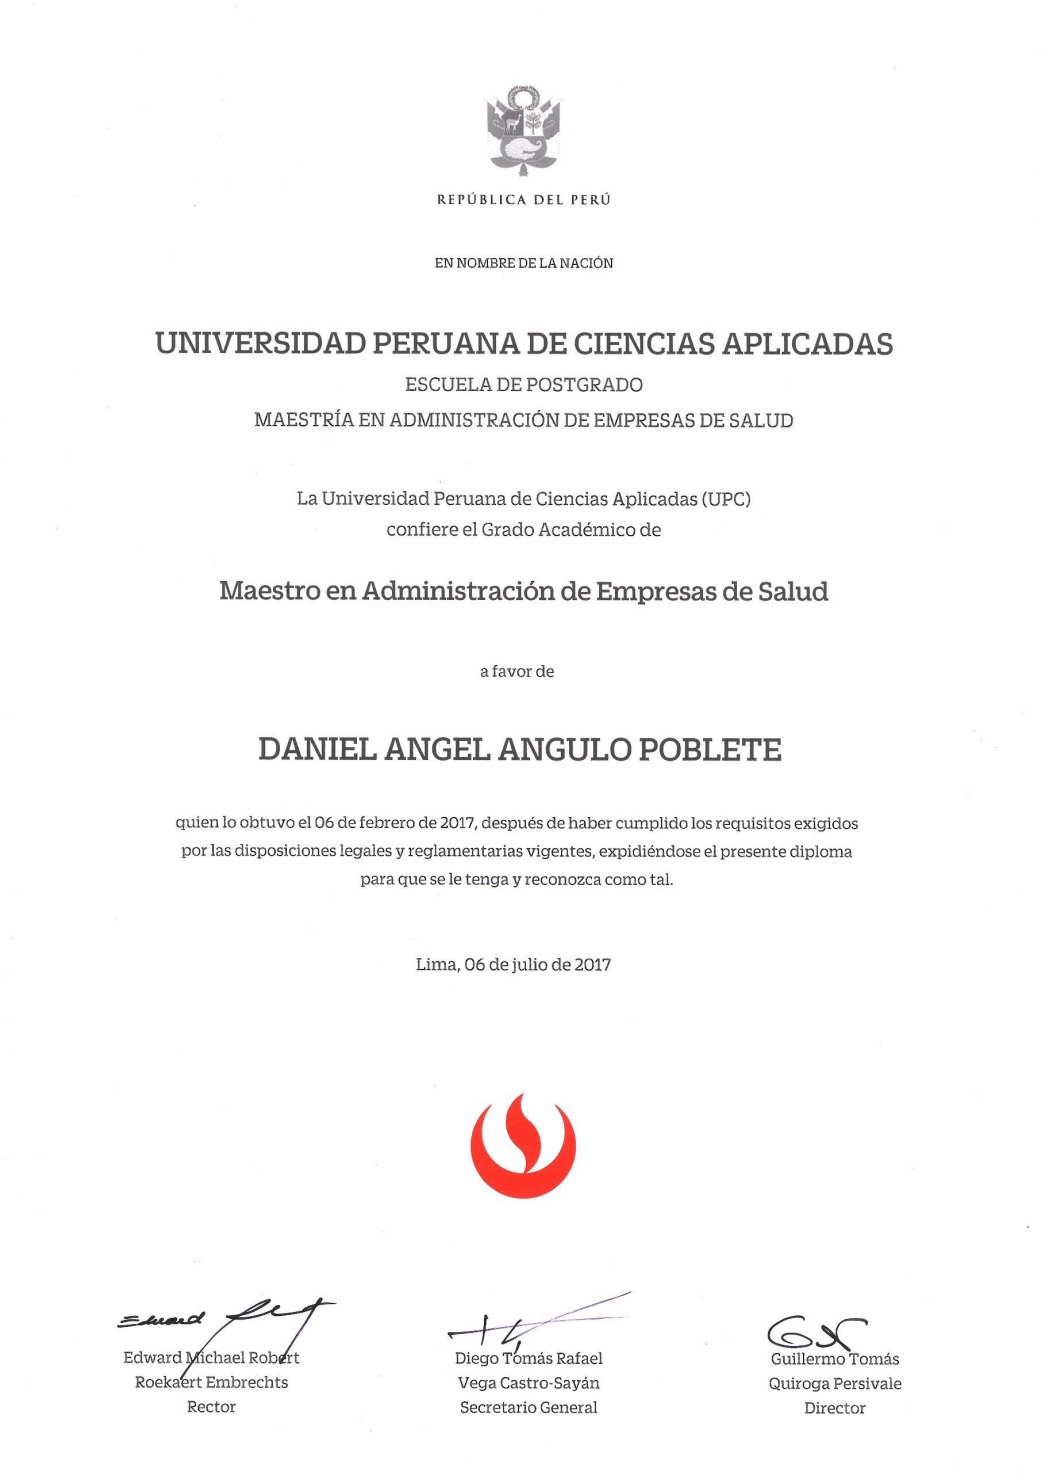 REPÚBLICA DEL PERÚ
EN NOMBRE DE LA NACIÓN
UNIVERSIDAD PERUANA DE CIENCIAS APLICADAS
ESCUELA DE POSTGRADO
MAESTRÍA EN ADMINISTRACIÓN DE EMPRESAS DE SALUD
La Universidad Peruana de Ciencias Aplicadas (UPC)
confiere el Grado Académico de
Maestro en Administración de Empresas de Salud
a favor de
DANIEL ANGEL ANGULO POBLETE
quien lo obtuvo el 06 de febrero de 2017, después de haber cumplido los requisitos exigidos
por las disposiciones legales y reglamentarias vigentes, expidiéndose el presente diploma
para que se le tenga y reconozca como tal.
Lima, 06 de julio de 2017
Edward
Edward Michael Robert
Roekaert Embrechts
Rector
Diego Tomás Rafael
Vega Castro-Sayán
Secretario General
Guillermo Tomás
Quiroga Persivale
Director